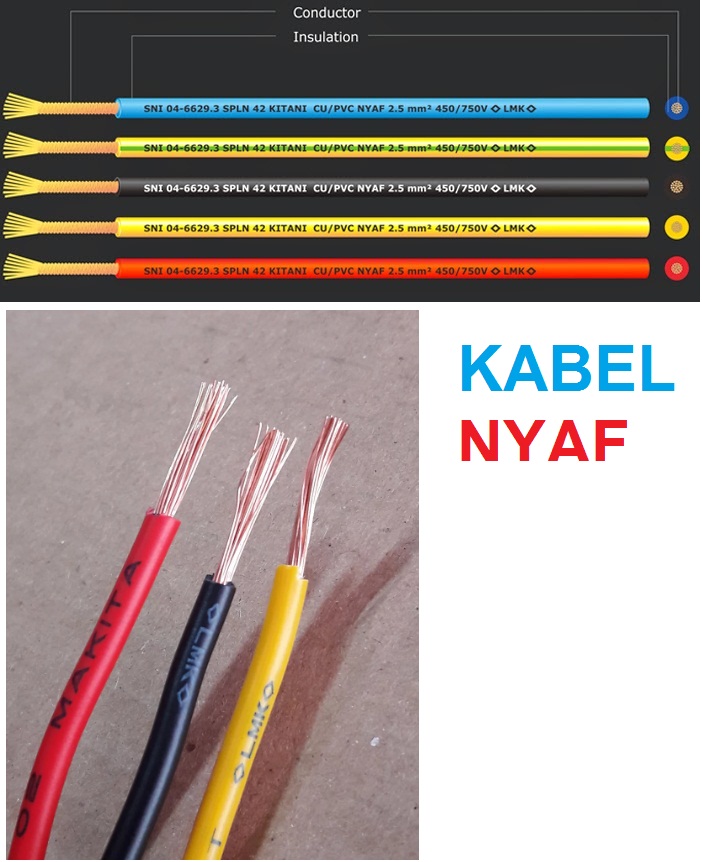 Conductor
Insulation
SNI 04-6629.3 SPLN 42 KITANI CU/PVC NYAF 2.5 mm² 450/750V ◇ LMK◇
SNI 04-6629.3 SPLN 42 KITANI CU/PVC NYAF 2.5 mm² 450/750V ◇ LMK◇
SNI 04-6629.3 SPLN 42 KITANI CU/PVC NYAF 2.5 mm² 450/750V ◇ LMK◇
SNI 04-6629.3 SPLN 42 KITANI CU/PVC NYAF 2.5 mm² 450/750V ◇ LMK◇
SNI 04-6629.3 SPLN 42 KITANI CU/PVC NYAF 2.5 mm² 450/750V ◇ LMK◇
KABEL
NYAF
02 MAKITA
◇LMK◇
◇LMK◇